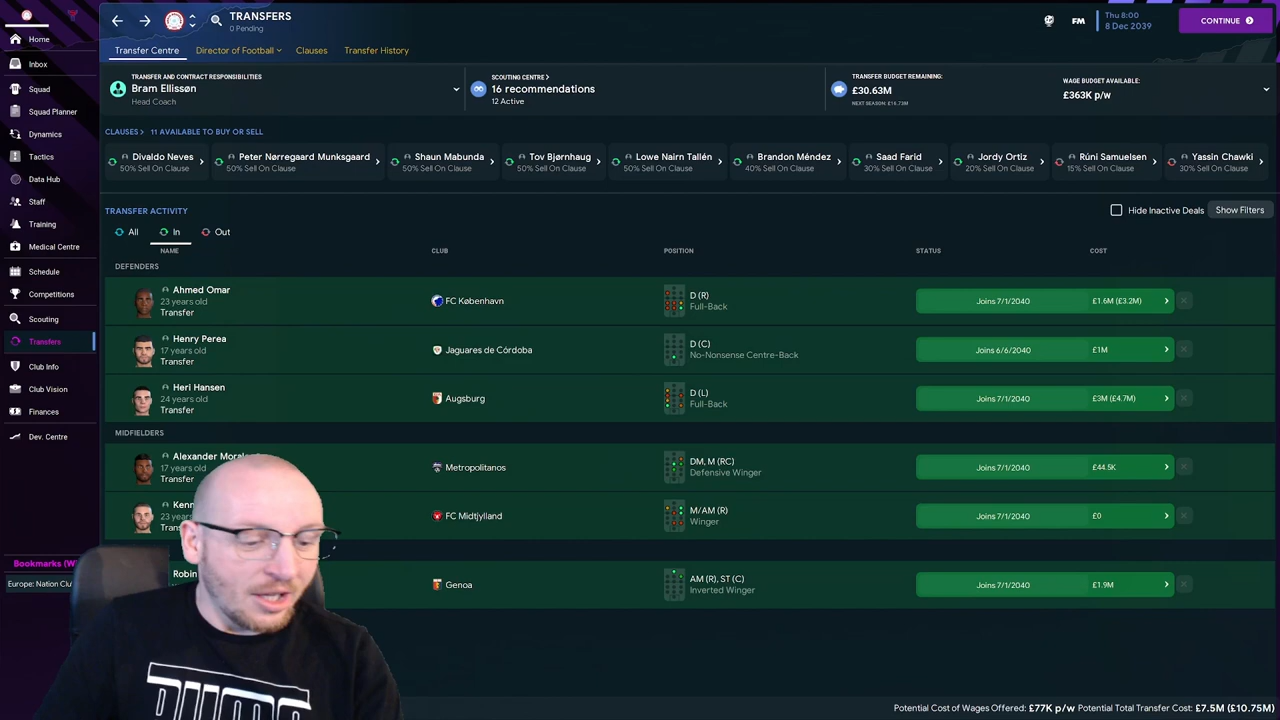 TRANSFERS
0 Pending
FM
Thu 8:00
8 Dec 2039
CONTINUE
Home
Inbox
Squad
Squad Planner
Dynamics
Tactics
Data Hub
Staff
Training
Medical Centre
Schedule
Competitions
Scouting
Transfers
Club Info
Club Vision
Finances
Dev. Centre
Bookmarks (W
Europe: Nation Clu
Transfer Centre
Director of Football
Clauses
Transfer History
TRANSFER AND CONTRACT RESPONSIBILITIES
Bram Ellissøn
Head Coach
SCOUTING CENTRE >
16 recommendations
12 Active
TRANSFER BUDGET REMAINING:
£30.63M
NEXT SEASON: £16.73M
WAGE BUDGET AVAILABLE:
£363K p/w
CLAUSES > 11 AVAILABLE TO BUY OR SELL
Divaldo Neves
50% Sell On Clause
Peter Nørregaard Munksgaard
50% Sell On Clause
Shaun Mabunda
50% Sell On Clause
Tov Bjørnhaug
50% Sell On Clause
Lowe Nairn Tallén
50% Sell On Clause
Brandon Méndez
40% Sell On Clause
Saad Farid
30% Sell On Clause
Jordy Ortiz
20% Sell On Clause
Rúni Samuelsen
15% Sell On Clause
Yassin Chawki
30% Sell On Clause
TRANSFER ACTIVITY
Hide Inactive Deals
Show Filters
All
In
Out
NAME CLUB POSITION STATUS COST
DEFENDERS
Ahmed Omar
23 years old
Transfer
FC København
D (R)
Full-Back
Joins 7/1/2040
£1.6M (£3.2M)
Henry Perea
17 years old
Transfer
Jaguares de Córdoba
D (C)
No-Nonsense Centre-Back
Joins 6/6/2040
£1M
Heri Hansen
24 years old
Transfer
Augsburg
D (L)
Full-Back
Joins 7/1/2040
£3M (£4.7M)
MIDFIELDERS
Alexander
17 years old
Transfer
Metropolitanos
DM, M (RC)
Defensive Winger
Joins 7/1/2040
£44.5K
Kenn
23 years
Trans
FC Midtjylland
M/AM (R)
Winger
Joins 7/1/2040
£0
Robin
Genoa
AM (R), ST (C)
Inverted Winger
Joins 7/1/2040
£1.9M
Potential Cost of Wages Offered: £77K p/w Potential Total Transfer Cost: £7.5M (£10.75M)